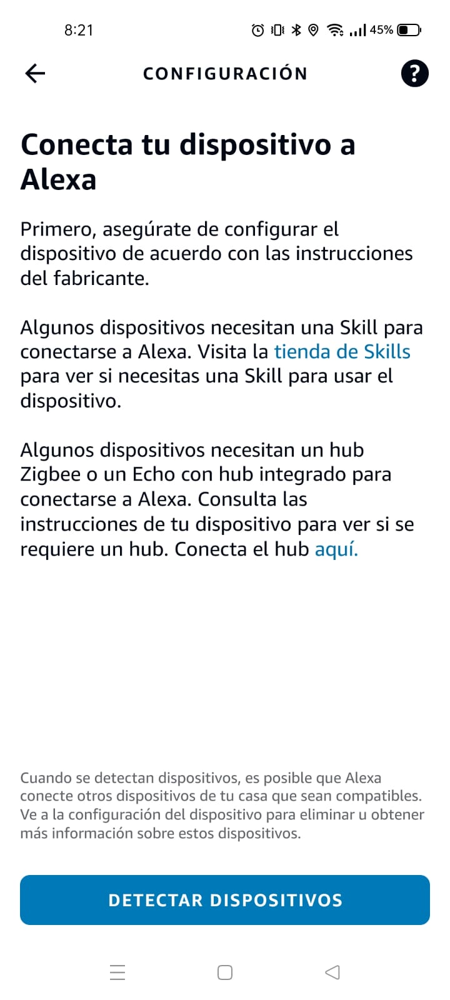 8:21
45%
CONFIGURACIÓN
?
Conecta tu dispositivo a
Alexa
Primero, asegúrate de configurar el
dispositivo de acuerdo con las instrucciones
del fabricante.
Algunos dispositivos necesitan una Skill para
conectarse a Alexa. Visita la tienda de Skills
para ver si necesitas una Skill para usar el
dispositivo.
Algunos dispositivos necesitan un hub
Zigbee o un Echo con hub integrado para
conectarse a Alexa. Consulta las
instrucciones de tu dispositivo para ver si se
requiere un hub. Conecta el hub aquí.
Cuando se detectan dispositivos, es posible que Alexa
conecte otros dispositivos de tu casa que sean compatibles.
Ve a la configuración del dispositivo para eliminar u obtener
más información sobre estos dispositivos.
DETECTAR DISPOSITIVOS